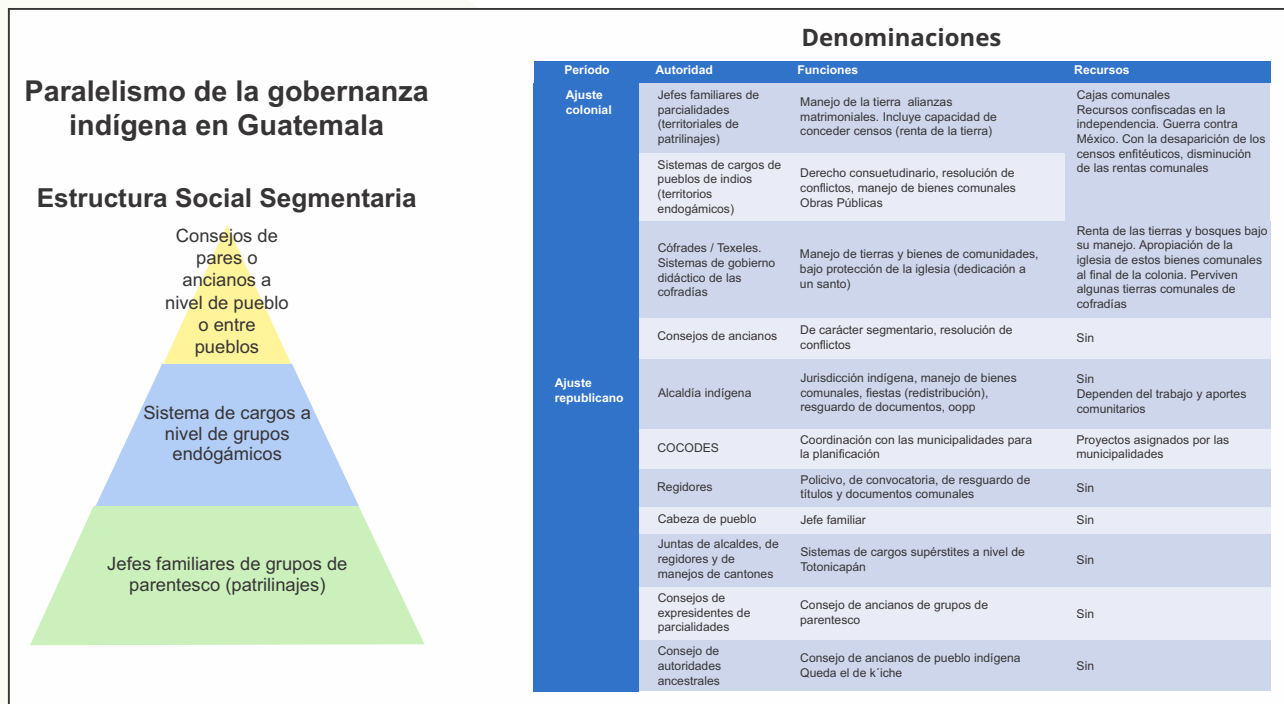 Paralelismo de la gobernanza
indígena en Guatemala
Estructura Social Segmentaria
Consejos de
pares o
ancianos a
nivel de pueblo
o entre
pueblos
Sistema de cargos a
nivel de grupos
endógámicos
Jefes familiares de grupos de
parentesco (patrilinajes)
Denominaciones
Período Autoridad Funciones Recursos
Ajuste
colonial
Jefes familiares de
parcialidades
(territoriales de
patrilinajes)
Manejo de la tierra alianzas
matrimoniales. Incluye capacidad de
conceder censos (renta de la tierra)
Cajas comunales
Recursos confiscadas en la
independencia. Guerra contra
México. Con la desaparición de los
censos enfitéuticos, disminución
de las rentas comunales
Sistemas de cargos de
pueblos de indios
(territorios
endogámicos)
Derecho consuetudinario, resolución de
conflictos, manejo de bienes comunales
Obras Públicas
Cófrades / Texeles.
Sistemas de gobierno
didáctico de las
cofradías
Manejo de tierras y bienes de comunidades,
bajo protección de la iglesia (dedicación a
un santo)
Renta de las tierras y bosques bajo
su manejo. Apropiación de la
iglesia de estos bienes comunales
al final de la colonia. Perviven
algunas tierras comunales de
cofradías
Consejos de ancianos
De carácter segmentario, resolución de
conflictos
Sin
Ajuste
republicano
Alcaldía indígena
Jurisdicción indígena, manejo de bienes
comunales, fiestas (redistribución),
resguardo de documentos, oopp
Sin
Dependen del trabajo y aportes
comunitarios
COCODES
Coordinación con las municipalidades para
la planificación
Proyectos asignados por las
municipalidades
Regidores
Policivo, de convocatoria, de resguardo de
títulos y documentos comunales
Sin
Cabeza de pueblo
Jefe familiar
Sin
Juntas de alcaldes, de
regidores y de
manejos de cantones
Sistemas de cargos supérstites a nivel de
Totonicapán
Sin
Consejos de
expresidentes de
parcialidades
Consejo de ancianos de grupos de
parentesco
Sin
Consejo de
autoridades
ancestrales
Consejo de ancianos de pueblo indígena
Queda el de k´iche
Sin